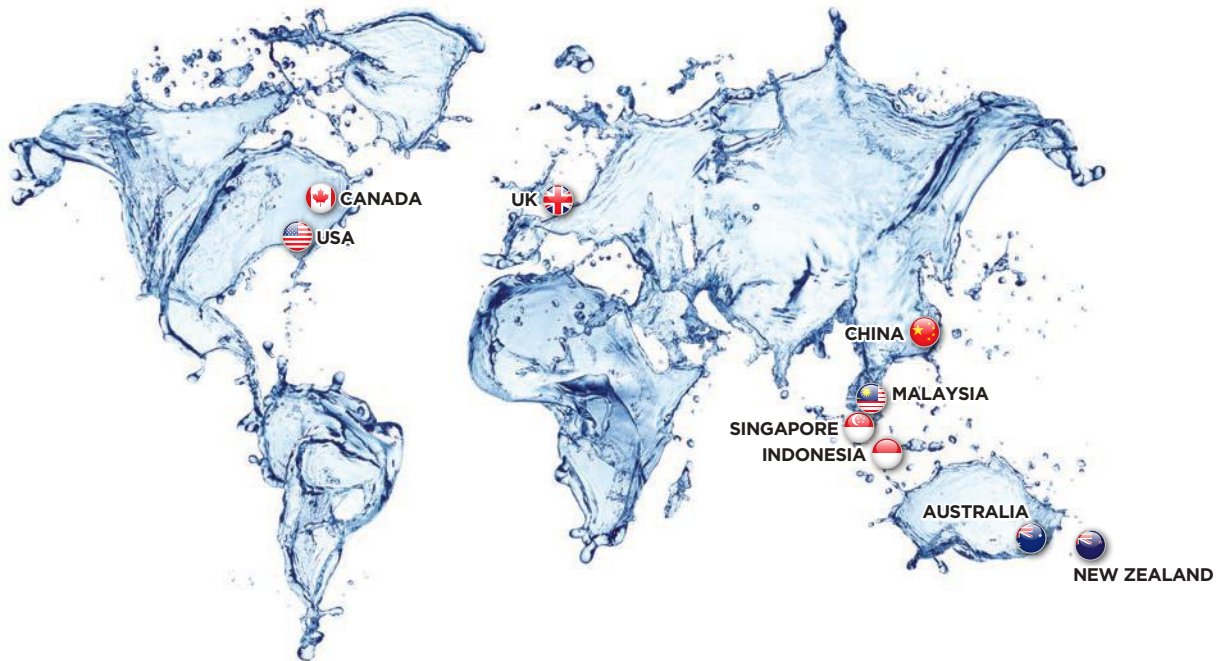 CANADA
UK
USA
CHINA
MALAYSIA
SINGAPORE
INDONESIA
AUSTRALIA
NEW ZEALAND